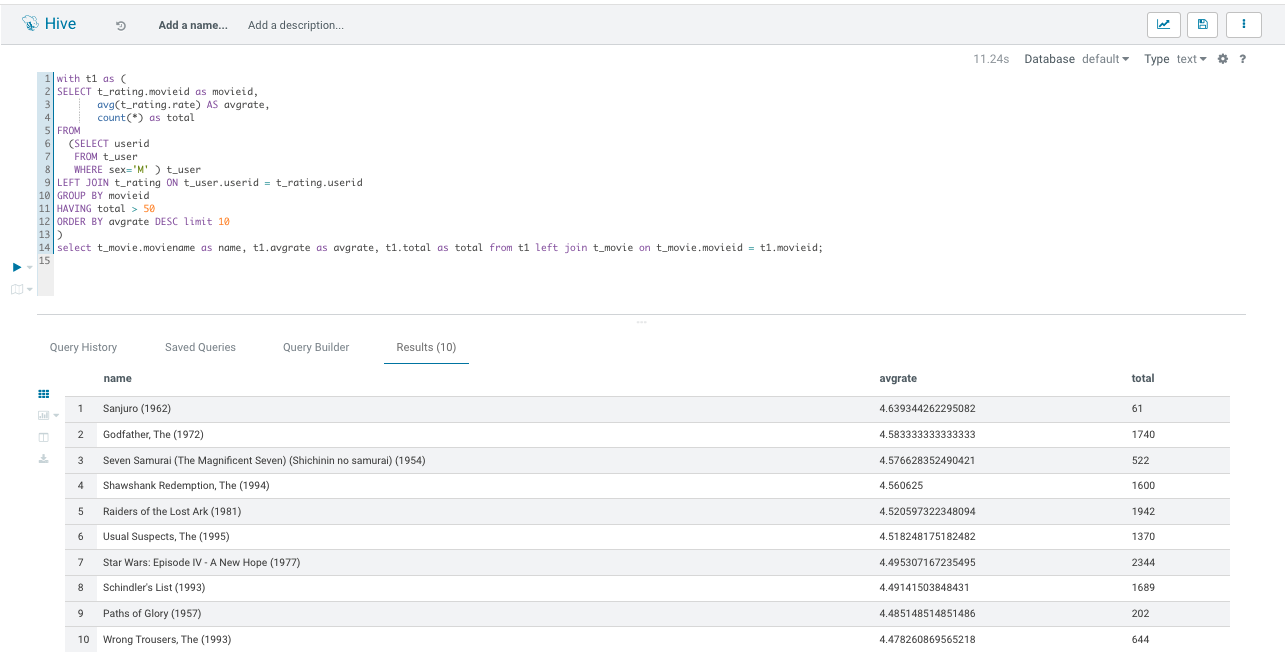 Hive Add a name... Add a description...
11.24s Database default Type text ?
1 with t1 as (
2 SELECT t_rating.movieid as movieid,
3 avg(t_rating.rate) AS avgrate,
4 count(*) as total
5 FROM
6 (SELECT userid
7 FROM t_user
8 WHERE sex='M' ) t_user
9 LEFT JOIN t_rating ON t_user.userid = t_rating.userid
10 GROUP BY movieid
11 HAVING total > 50
12 ORDER BY avgrate DESC limit 10
13 )
14 select t_movie.moviename as name, t1.avgrate as avgrate, t1.total as total from t1 left join t_movie on t_movie.movieid = t1.movieid;
15
Query History Saved Queries Query Builder Results (10)
name avgrate total
1 Sanjuro (1962) 4.639344262295082 61
2 Godfather, The (1972) 4.583333333333333 1740
3 Seven Samurai (The Magnificent Seven) (Shichinin no samurai) (1954) 4.576628352490421 522
4 Shawshank Redemption, The (1994) 4.560625 1600
5 Raiders of the Lost Ark (1981) 4.520597322348094 1942
6 Usual Suspects, The (1995) 4.518248175182482 1370
7 Star Wars: Episode IV - A New Hope (1977) 4.495307167235495 2344
8 Schindler's List (1993) 4.49141503848431 1689
9 Paths of Glory (1957) 4.485148514851486 202
10 Wrong Trousers, The (1993) 4.478260869565218 644